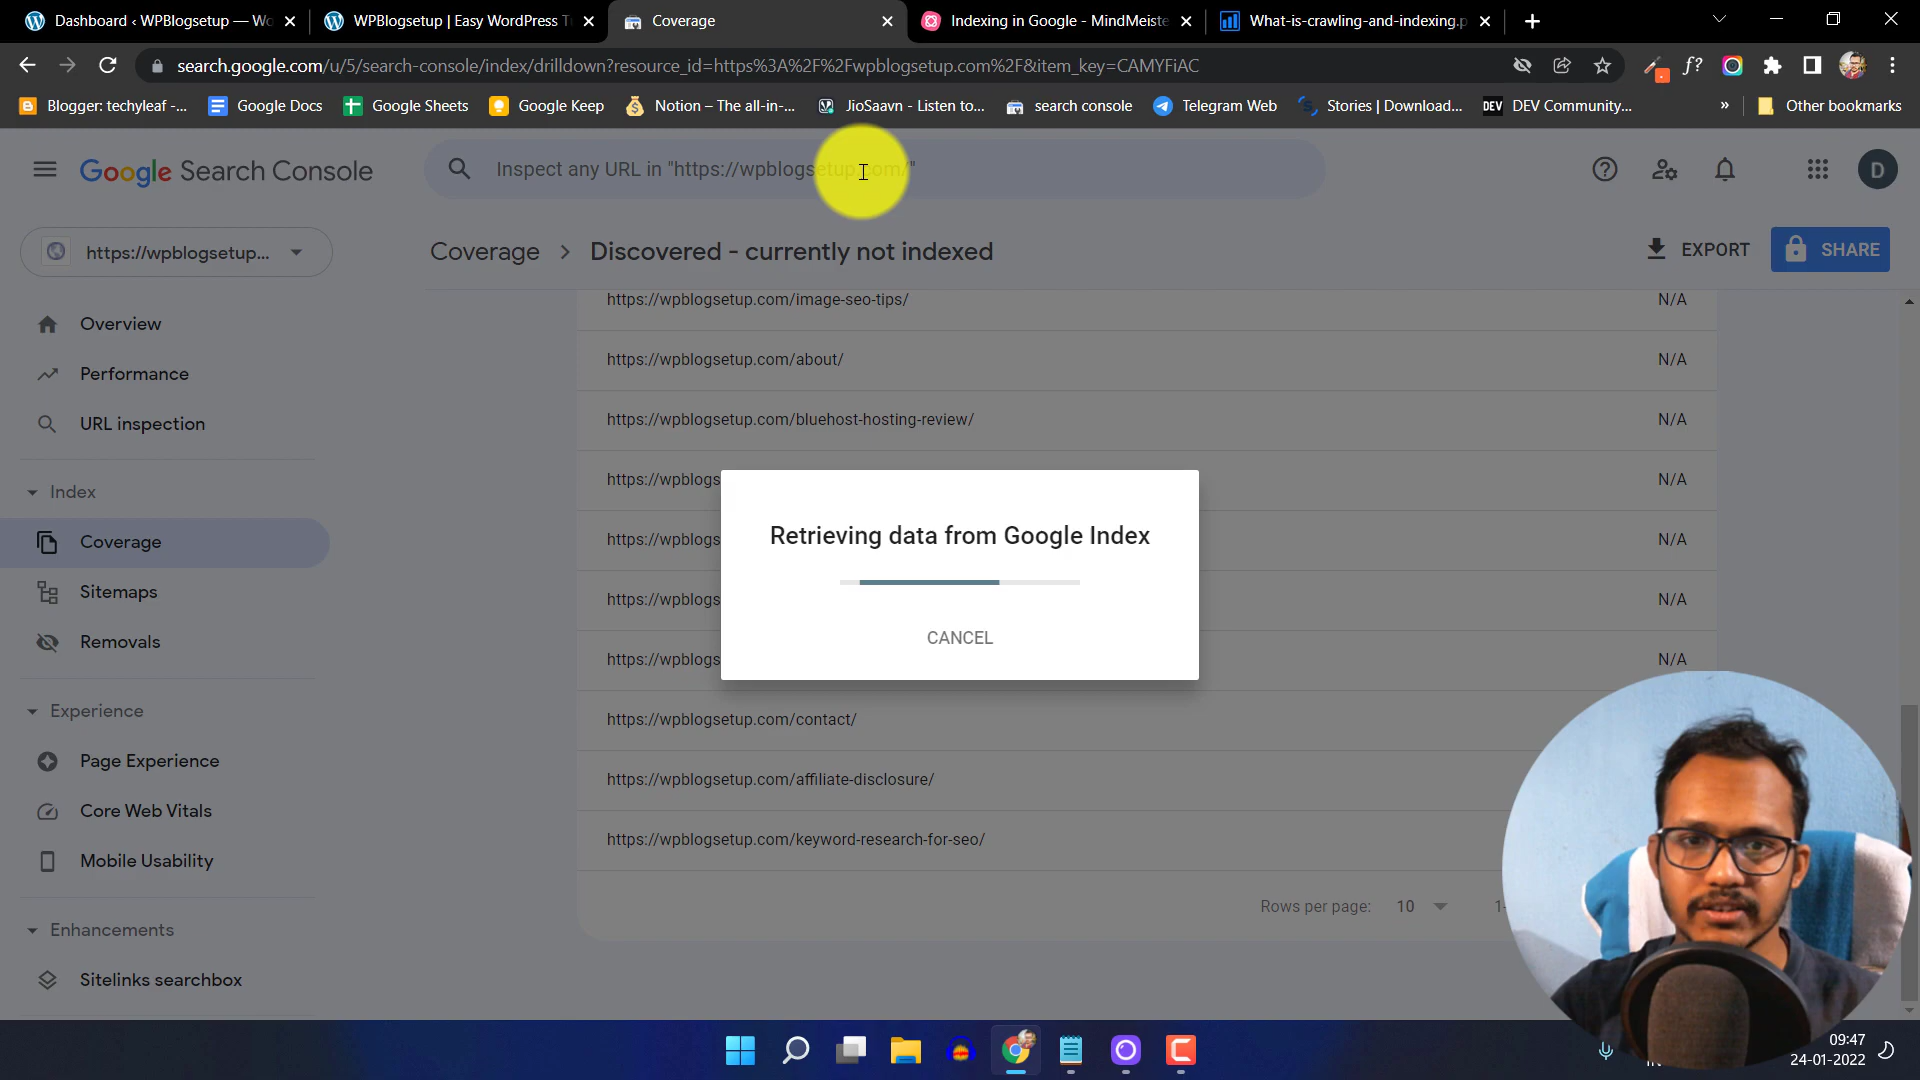 Dashboard ‹ WPBlogsetup — Wo
WPBlogsetup | Easy WordPress T
Coverage
Indexing in Google - MindMeiste
What-is-crawling-and-indexing.p
search.google.com/u/5/search-console/index/drilldown?resource_id=https%3A%2F%2Fwpblogsetup.com%2F&item_key=CAMYFiAC
f?
Blogger: techyleaf -...
Google Docs
Google Sheets
Google Keep
Notion – The all-in-...
JioSaavn - Listen to...
search console
Telegram Web
Stories | Download...
DEV
DEV Community...
»
Other bookmarks
Google Search Console
Inspect any URL in "https://wpblogsetup.com/"
D
https://wpblogsetup...
Coverage
Discovered - currently not indexed
EXPORT
SHARE
Overview
Performance
URL inspection
Index
Coverage
Sitemaps
Removals
Experience
Page Experience
Core Web Vitals
Mobile Usability
Enhancements
Sitelinks searchbox
https://wpblogsetup.com/image-seo-tips/ N/A
https://wpblogsetup.com/about/ N/A
https://wpblogsetup.com/bluehost-hosting-review/ N/A
https://wpblogs N/A
https://wpblogs N/A
https://wpblogs N/A
https://wpblogs N/A
https://wpblogsetup.com/contact/
https://wpblogsetup.com/affiliate-disclosure/
https://wpblogsetup.com/keyword-research-for-seo/
Rows per page: 10 1-
Retrieving data from Google Index
CANCEL
09:47
24-01-2022